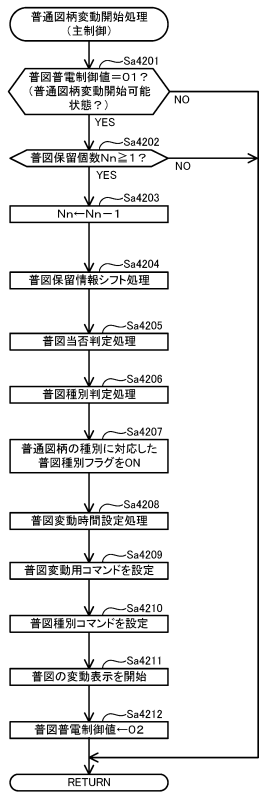 普通図柄変動開始処理
(主制御)
Sa4201
普図普電制御値=01?
(普通図柄変動開始可能
状態?)
NO
YES
Sa4202
普図保留個数Nn≧1?
NO
YES
Sa4203
Nn←Nn-1
Sa4204
普図保留情報シフト処理
Sa4205
普図当否判定処理
Sa4206
普図種別判定処理
Sa4207
普通図柄の種別に対応した
普図種別フラグをON
Sa4208
普図変動時間設定処理
Sa4209
普図変動用コマンドを設定
Sa4210
普図種別コマンドを設定
Sa4211
普図の変動表示を開始
Sa4212
普図普電制御値←02
RETURN